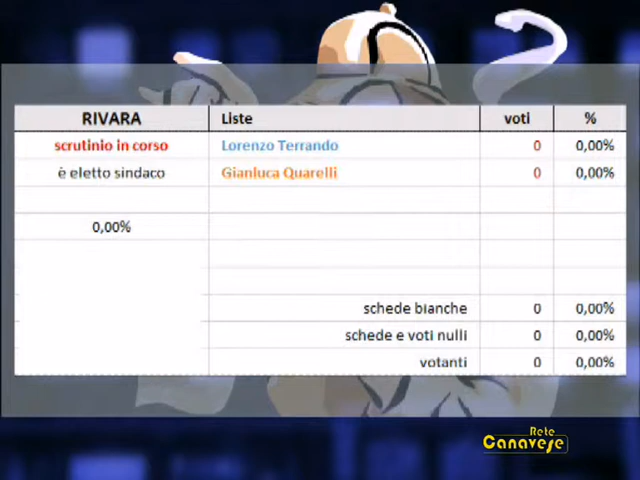 RIVARA Liste voti %
scrutinio in corso Lorenzo Terrando 0 0,00%
è eletto sindaco Gianluca Quarelli 0 0,00%
0,00%
schede bianche 0 0,00%
schede e voti nulli 0 0,00%
votanti 0 0,00%
Rete
Canavese